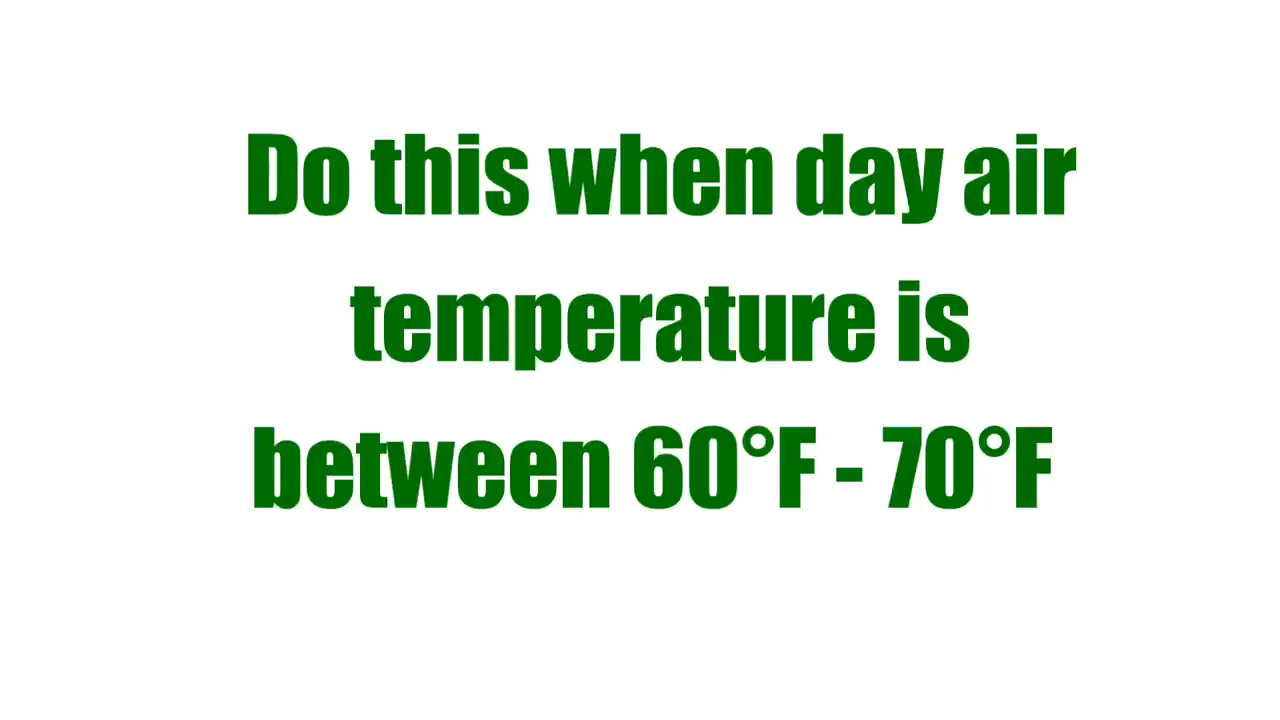 Do this when day air
temperature is
between 60°F - 70°F